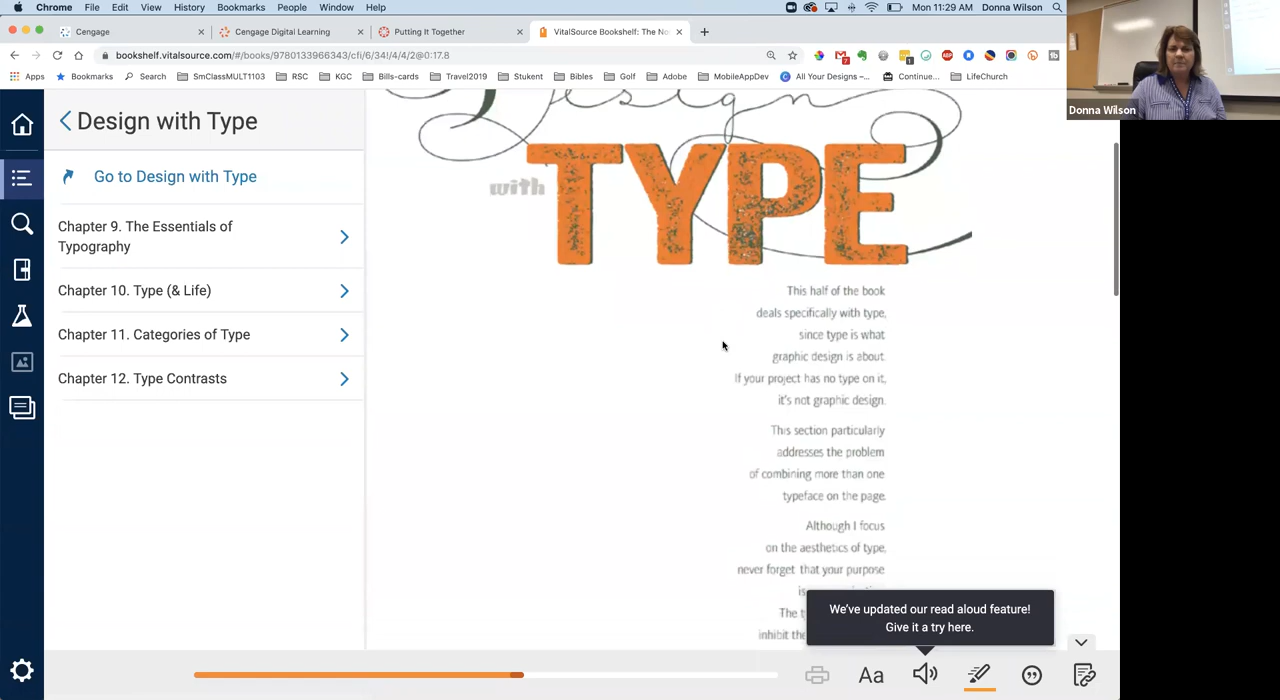 Chrome File Edit View History Bookmarks People Window Help Mon 11:29 AM Donna Wilson
Cengage Cengage Digital Learning Putting It Together VitalSource Bookshelf: The No
bookshelf.vitalsource.com/#/books/9780133966343/cfi/6/34!/4/4/2@0:17.8
Apps Bookmarks Search SmClassMULT1103 RSC KGC Bills-cards Travel2019 Stukent Bibles Golf Adobe MobileAppDev All Your Designs –... Continue... LifeChurch
Donna Wilson
Design with Type
Go to Design with Type
Chapter 9. The Essentials of
Typography
Chapter 10. Type (& Life)
Chapter 11. Categories of Type
Chapter 12. Type Contrasts
Design
with TYPE
This half of the book
deals specifically with type,
since type is what
graphic design is about.
If your project has no type on it,
it's not graphic design.
This section particularly
addresses the problem
of combining more than one
typeface on the page.
Although I focus
on the aesthetics of type,
never forget that your purpose
is
The
inhibit
We've updated our read aloud feature!
Give it a try here.
Aa